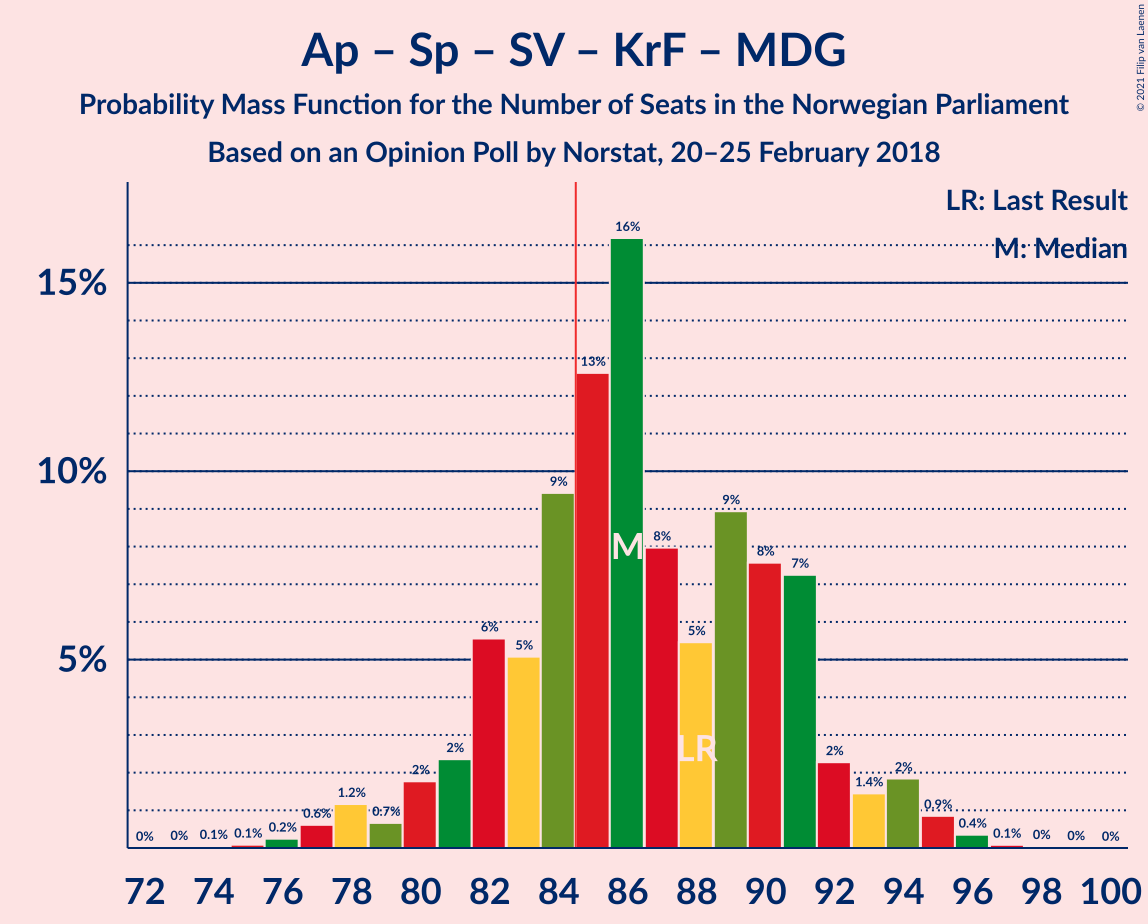 Ap – Sp – SV – KrF – MDG
Probability Mass Function for the Number of Seats in the Norwegian Parliament
Based on an Opinion Poll by Norstat, 20–25 February 2018
© 2021 Filip van Laenen
LR: Last Result
M: Median
15%
10%
5%
0% 0% 0.1% 0.1% 0.2% 0.6% 1.2% 0.7% 2% 2% 6% 5% 9% 13% 16% 8% 5% 9% 8% 7% 2% 1.4% 2% 0.9% 0.4% 0.1% 0% 0% 0%
M
LR
72 74 76 78 80 82 84 86 88 90 92 94 96 98 100